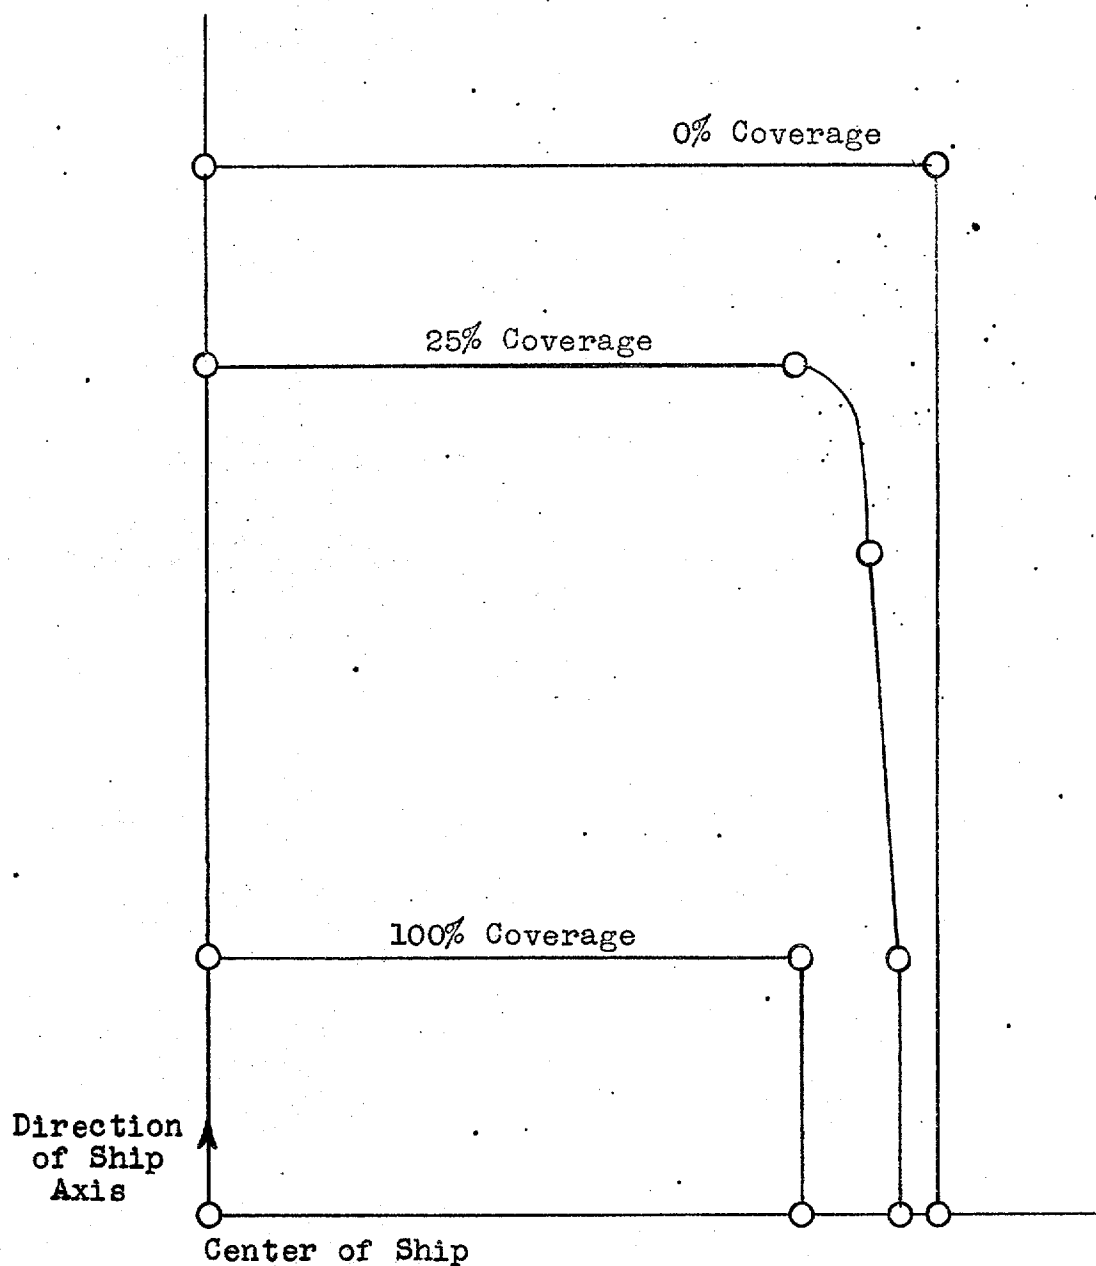 0% Coverage
25% Coverage
100% Coverage
Direction
of Ship
Axis
Center of Ship